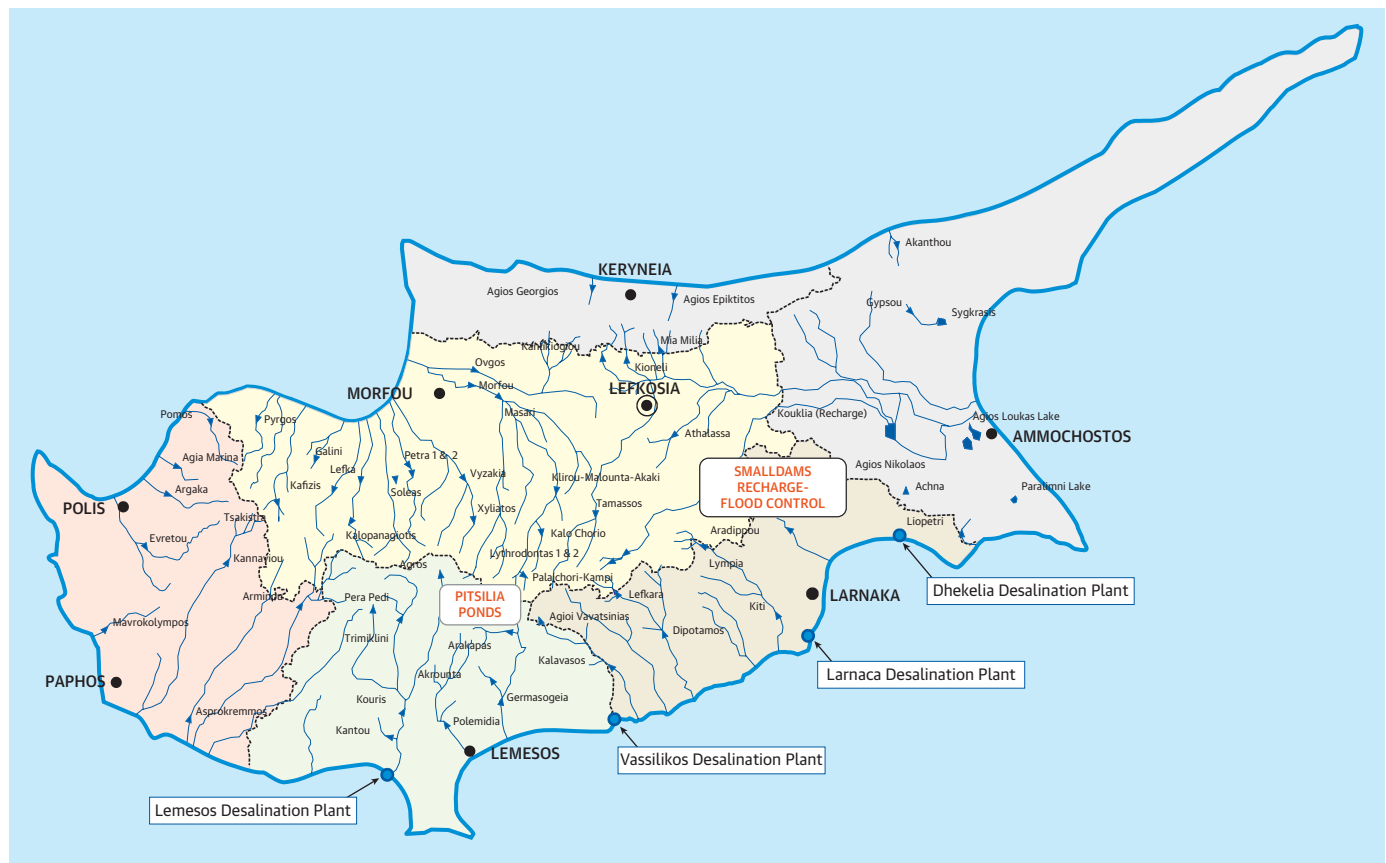 Akanthou
KERYNEIA
Agios Georgios
Agios Epiktitos
Gypsou
Sygkrasis
Kanlikiogiou
Mia Milia
Ovgos
Kioneli
Morfou
LEFKOSIA
MORFOU
Masari
Pomos
Pyrgos
Kouklia (Recharge)
Agios Loukas Lake
AMMOCHOSTOS
Athalassa
Agia Marina
Galini
Petra 1 & 2
Lefka
Vyzakia
Klirou-Malounta-Akaki
SMALLDAMS
RECHARGE-
FLOOD CONTROL
Agios Nikolaos
Argaka
Kafizis
Soleas
Achna
Paralimni Lake
POLIS
Tamassos
Xyliatos
Tsakistra
Liopetri
Evretou
Kalopanagiotis
Kalo Chorio
Aradippou
Kannaviou
Lythrodontas 1 & 2
Agros
Lympia
Palaichori-Kampi
Dhekelia Desalination Plant
Arminou
Pera Pedi
PITSILIA
PONDS
Lefkara
LARNAKA
Kiti
Mavrokolympos
Agioi Vavatsinias
Dipotamos
Trimiklini
Arakapas
Kalavasos
Larnaca Desalination Plant
PAPHOS
Akrounta
Kouris
Germasogeia
Asprokremmos
Polemidia
Kantou
LEMESOS
Vassilikos Desalination Plant
Lemesos Desalination Plant